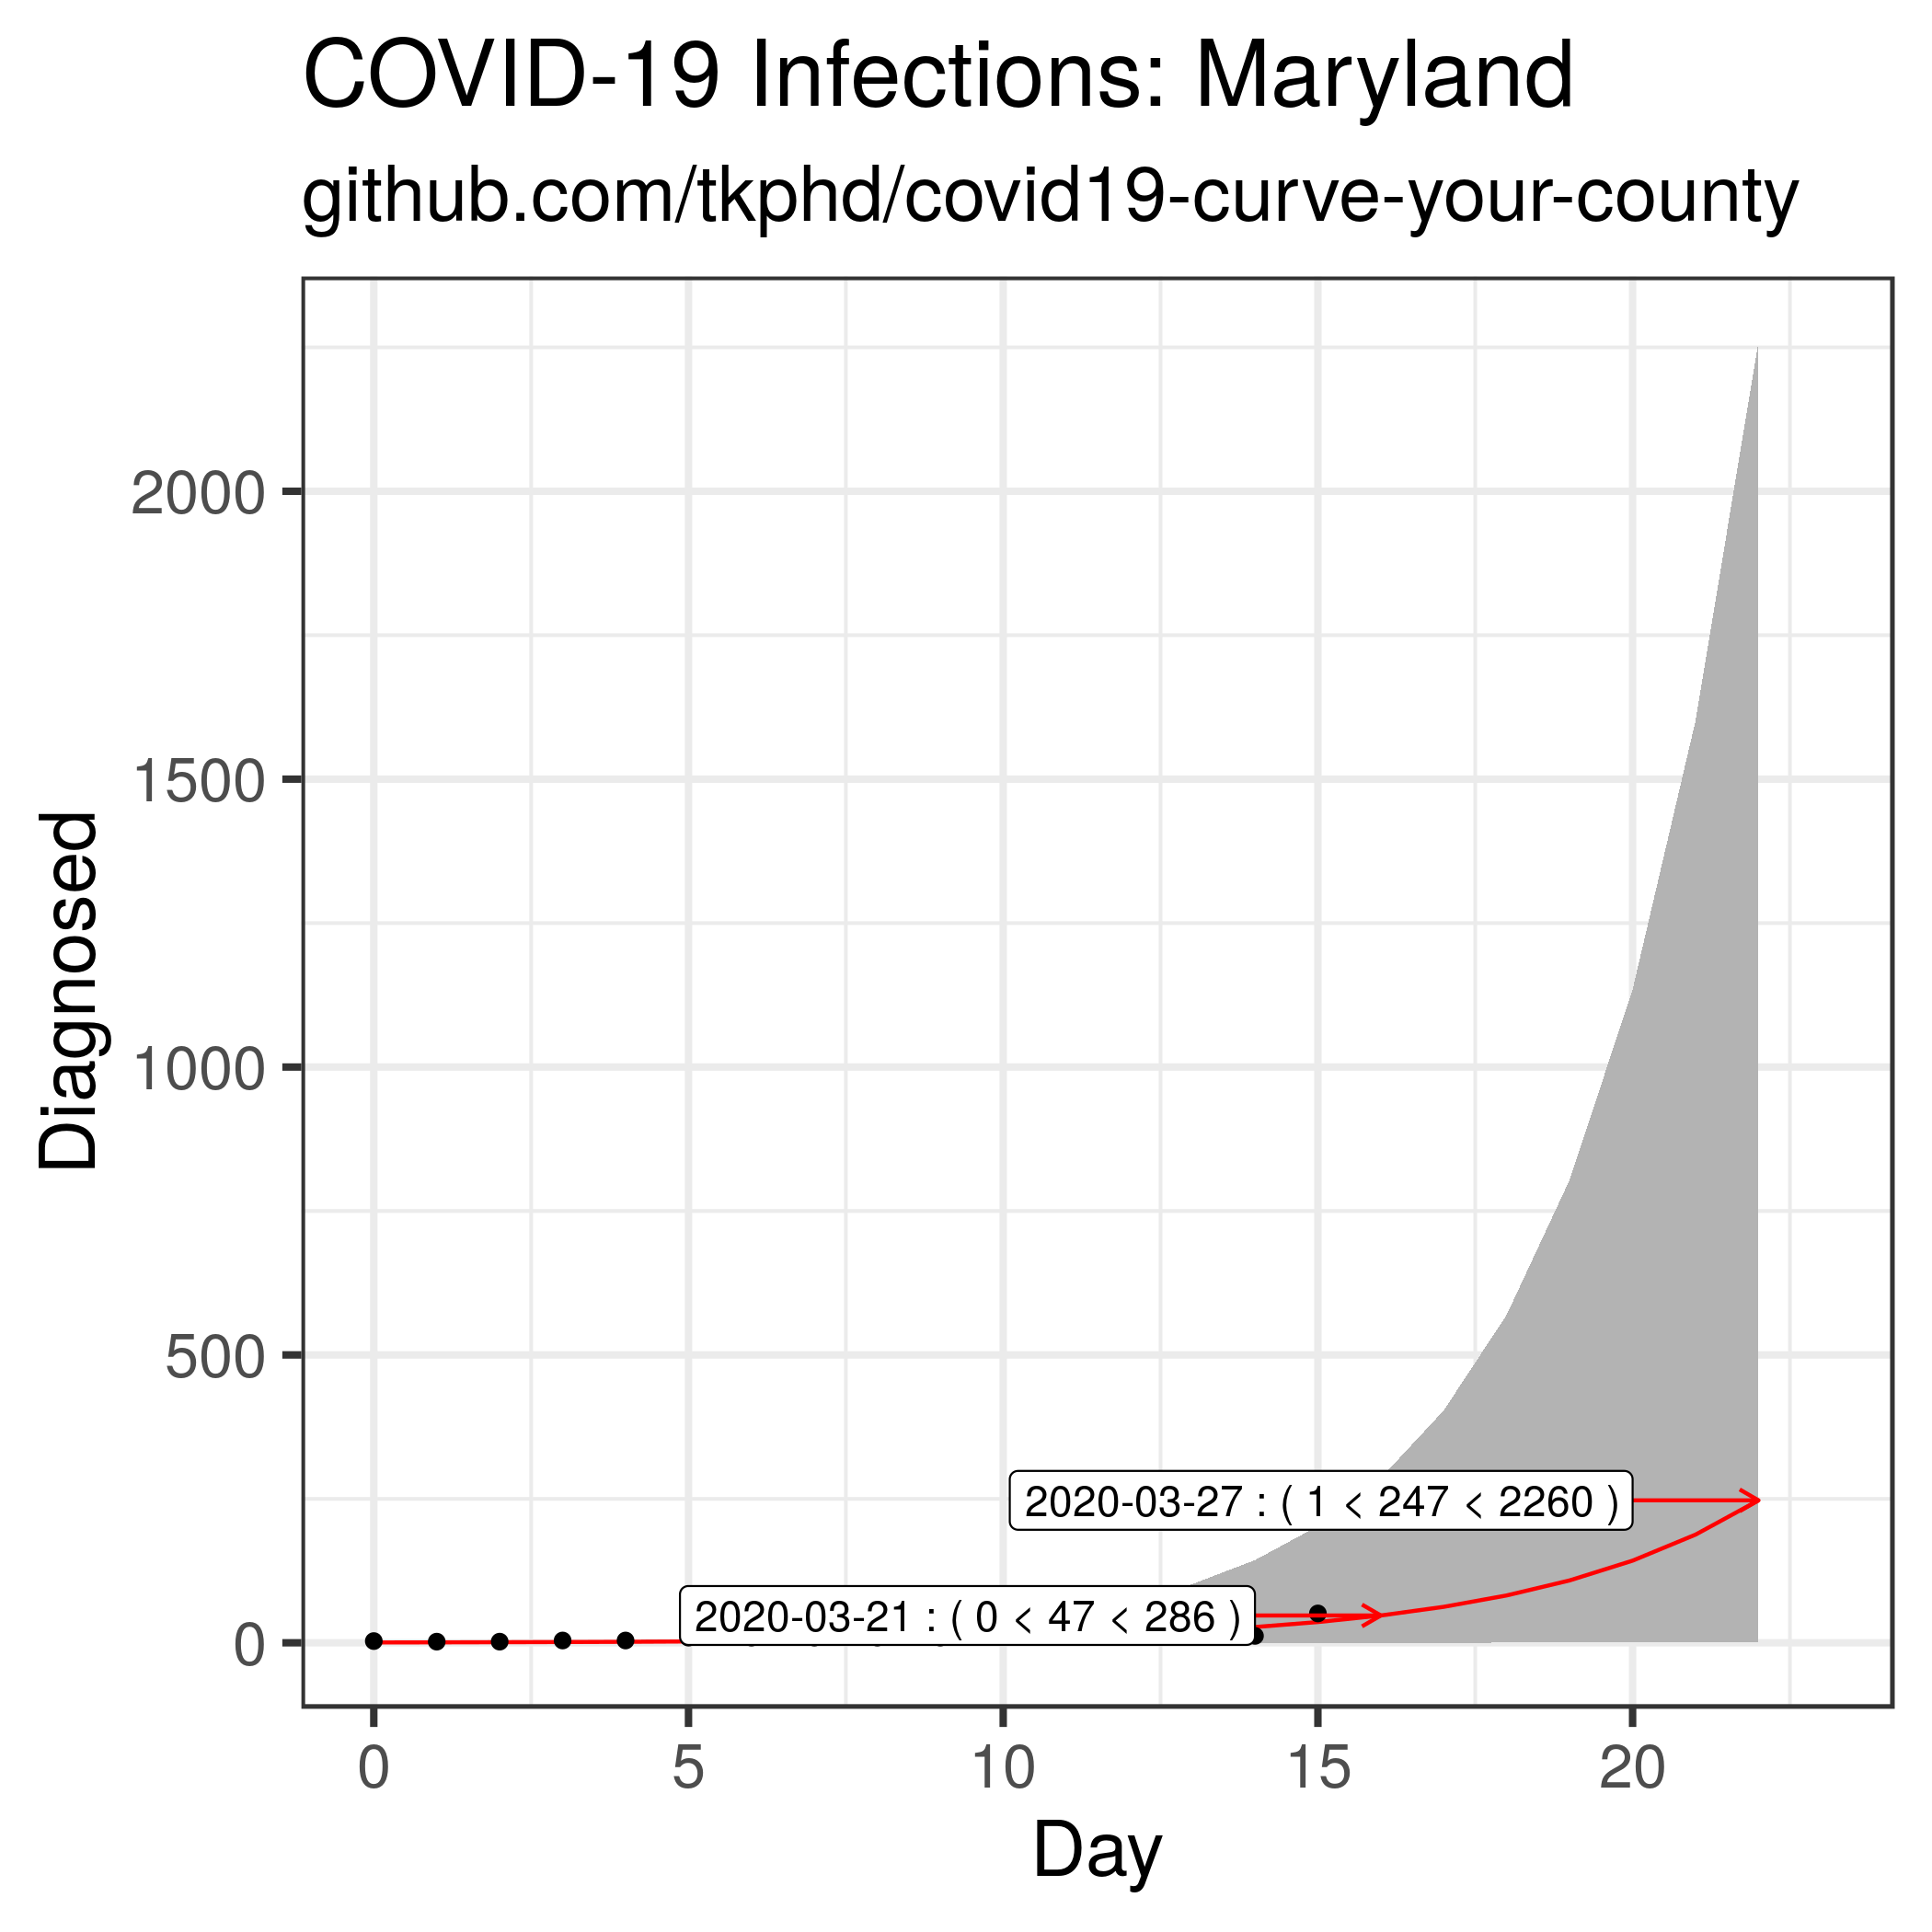 COVID-19 Infections: Maryland
github.com/tkphd/covid19-curve-your-county
Diagnosed
2000
1500
1000
500
0
2020-03-27 : ( 1 < 247 < 2260 )
2020-03-21 : ( 0 < 47 < 286 )
0 5 10 15 20
Day